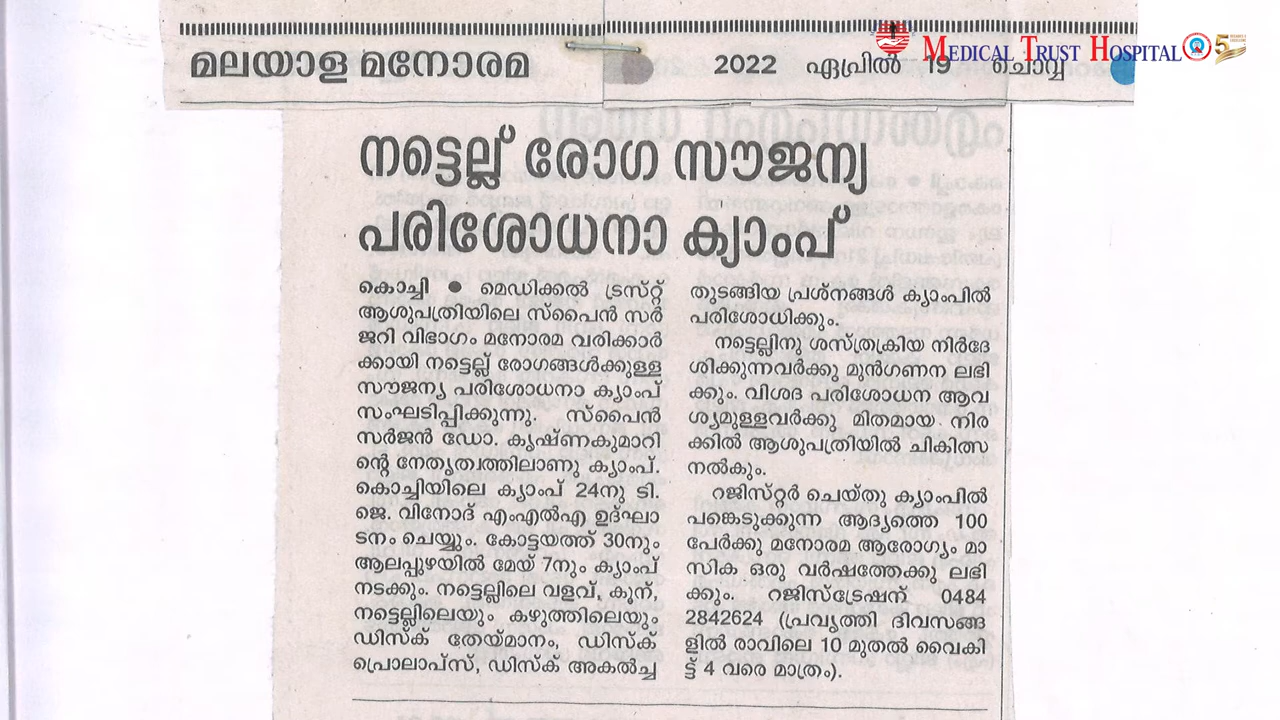 മലയാള മനോരമ
2022 ഏപ്രിൽ 19 ചൊവ്വ
MEDICAL TRUST HOSPITAL
നട്ടെല്ല് രോഗ സൗജന്യ
പരിശോധനാ ക്യാംപ്
കൊച്ചി ● മെഡിക്കൽ ട്രസ്റ്റ്
ആശുപത്രിയിലെ സ്പൈൻ സർ
ജറി വിഭാഗം മനോരമ വരിക്കാർ
ക്കായി നട്ടെല്ല് രോഗങ്ങൾക്കുള്ള
സൗജന്യ പരിശോധനാ ക്യാംപ്
സംഘടിപ്പിക്കുന്നു. സ്പൈൻ
സർജൻ ഡോ. കൃഷ്ണകുമാറി
ന്റെ നേതൃത്വത്തിലാണു ക്യാംപ്.
കൊച്ചിയിലെ ക്യാംപ് 24നു ടി.
ജെ. വിനോദ് എംഎൽഎ ഉദ്ഘാ
ടനം ചെയ്യും. കോട്ടയത്ത് 30നും
ആലപ്പുഴയിൽ മേയ് 7നും ക്യാംപ്
നടക്കും. നട്ടെല്ലിലെ വളവ്, കൂന്,
നട്ടെല്ലിലെയും കഴുത്തിലെയും
ഡിസ്ക് തേയ്മാനം, ഡിസ്ക്
പ്രൊലാപ്സ്, ഡിസ്ക് അകൽച്ച
തുടങ്ങിയ പ്രശ്നങ്ങൾ ക്യാംപിൽ
പരിശോധിക്കും.
നട്ടെല്ലിനു ശസ്ത്രക്രിയ നിർദേ
ശിക്കുന്നവർക്കു മുൻഗണന ലഭി
ക്കും. വിശദ പരിശോധന ആവ
ശ്യമുള്ളവർക്കു മിതമായ നിര
ക്കിൽ ആശുപത്രിയിൽ ചികിത്സ
നൽകും.
റജിസ്റ്റർ ചെയ്തു ക്യാംപിൽ
പങ്കെടുക്കുന്ന ആദ്യത്തെ 100
പേർക്കു മനോരമ ആരോഗ്യം മാ
സിക ഒരു വർഷത്തേക്കു ലഭി
ക്കും. റജിസ്ട്രേഷന് 0484
2842624 (പ്രവൃത്തി ദിവസങ്ങ
ളിൽ രാവിലെ 10 മുതൽ വൈകി
ട്ട് 4 വരെ മാത്രം).